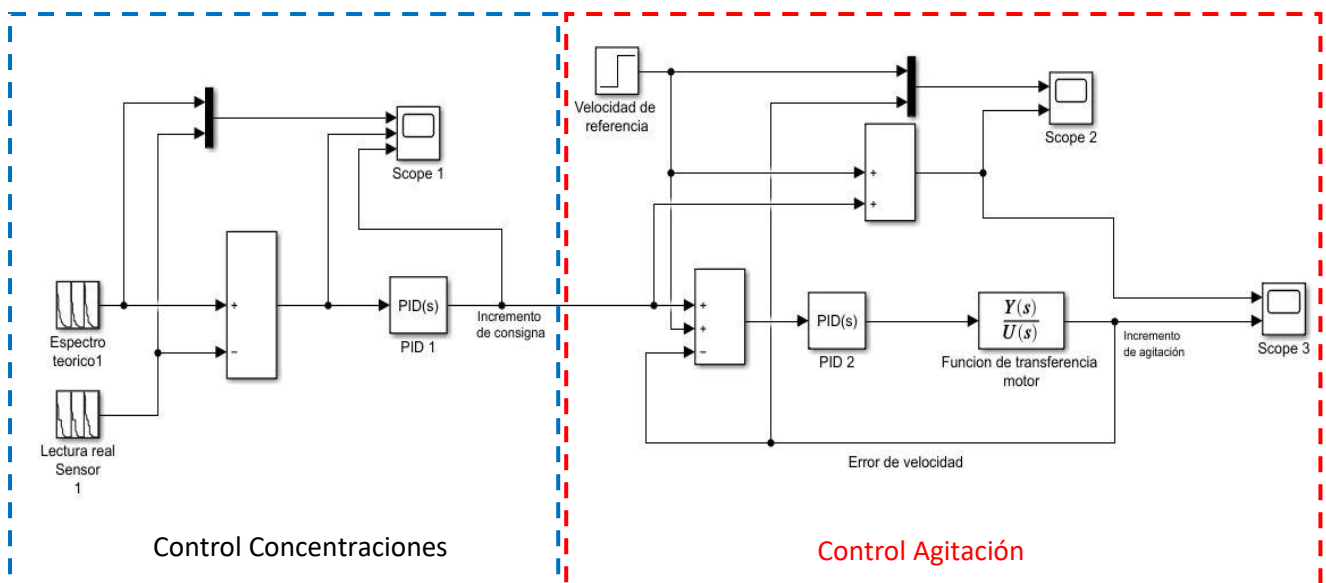 Scope 1
+
−
Espectro
teorico1
Lectura real
Sensor
1
PID(s)
PID 1
Incremento
de consigna
Control Concentraciones
Velocidad de
referencia
Scope 2
+
+
+
+
−
PID(s)
PID 2
Y(s)
U(s)
Funcion de transferencia
motor
Incremento
de agitación
Scope 3
Error de velocidad
Control Agitación